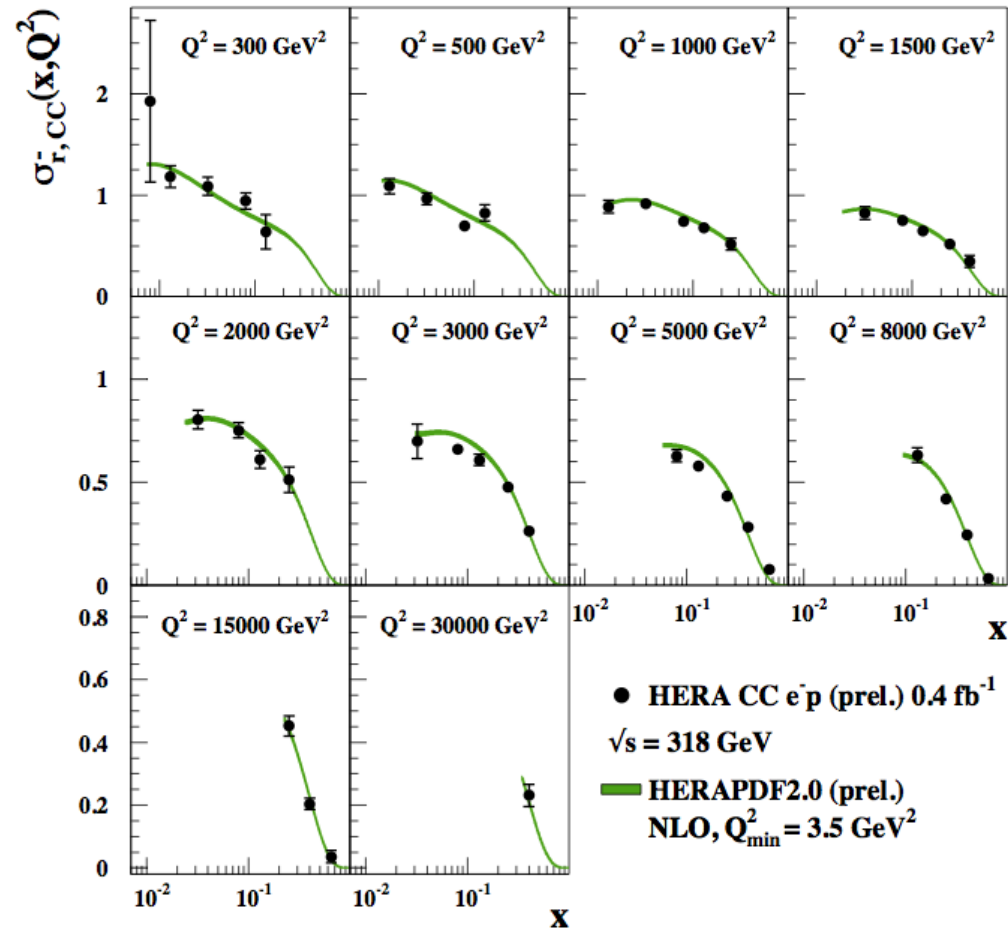 σ⁻r,CC(x,Q²)
Q² = 300 GeV²
Q² = 500 GeV²
Q² = 1000 GeV²
Q² = 1500 GeV²
2
1
0
Q² = 2000 GeV²
Q² = 3000 GeV²
Q² = 5000 GeV²
Q² = 8000 GeV²
1
0.5
0
10⁻² 10⁻¹ 10⁻² 10⁻¹
x
Q² = 15000 GeV²
Q² = 30000 GeV²
0.8
0.6
0.4
0.2
0
10⁻² 10⁻¹ 10⁻² 10⁻¹
x
HERA CC e⁻p (prel.) 0.4 fb⁻¹
√s = 318 GeV
HERAPDF2.0 (prel.)
NLO, Q²min = 3.5 GeV²